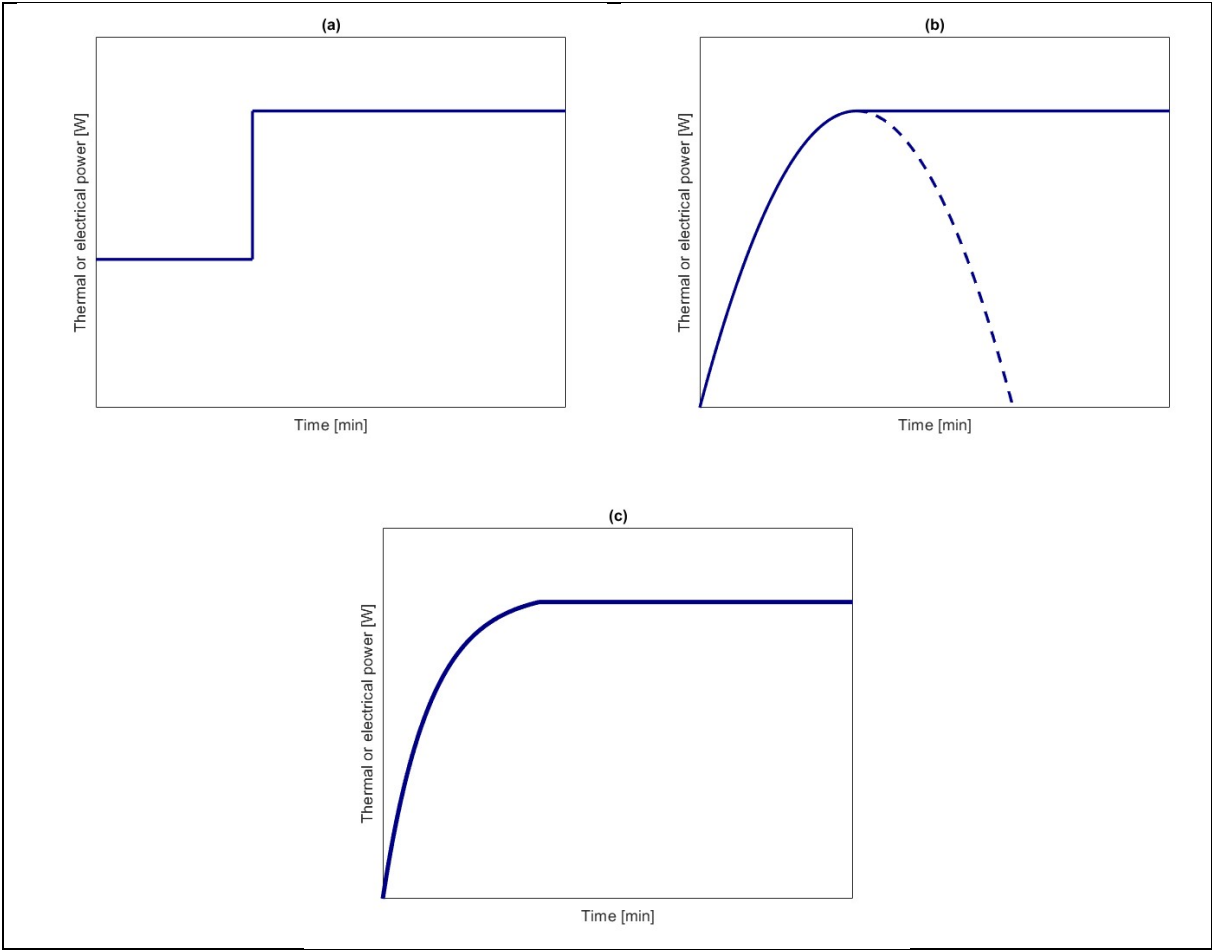 (a)
Thermal or electrical power [W]
Time [min]
(b)
Thermal or electrical power [W]
Time [min]
(c)
Thermal or electrical power [W]
Time [min]